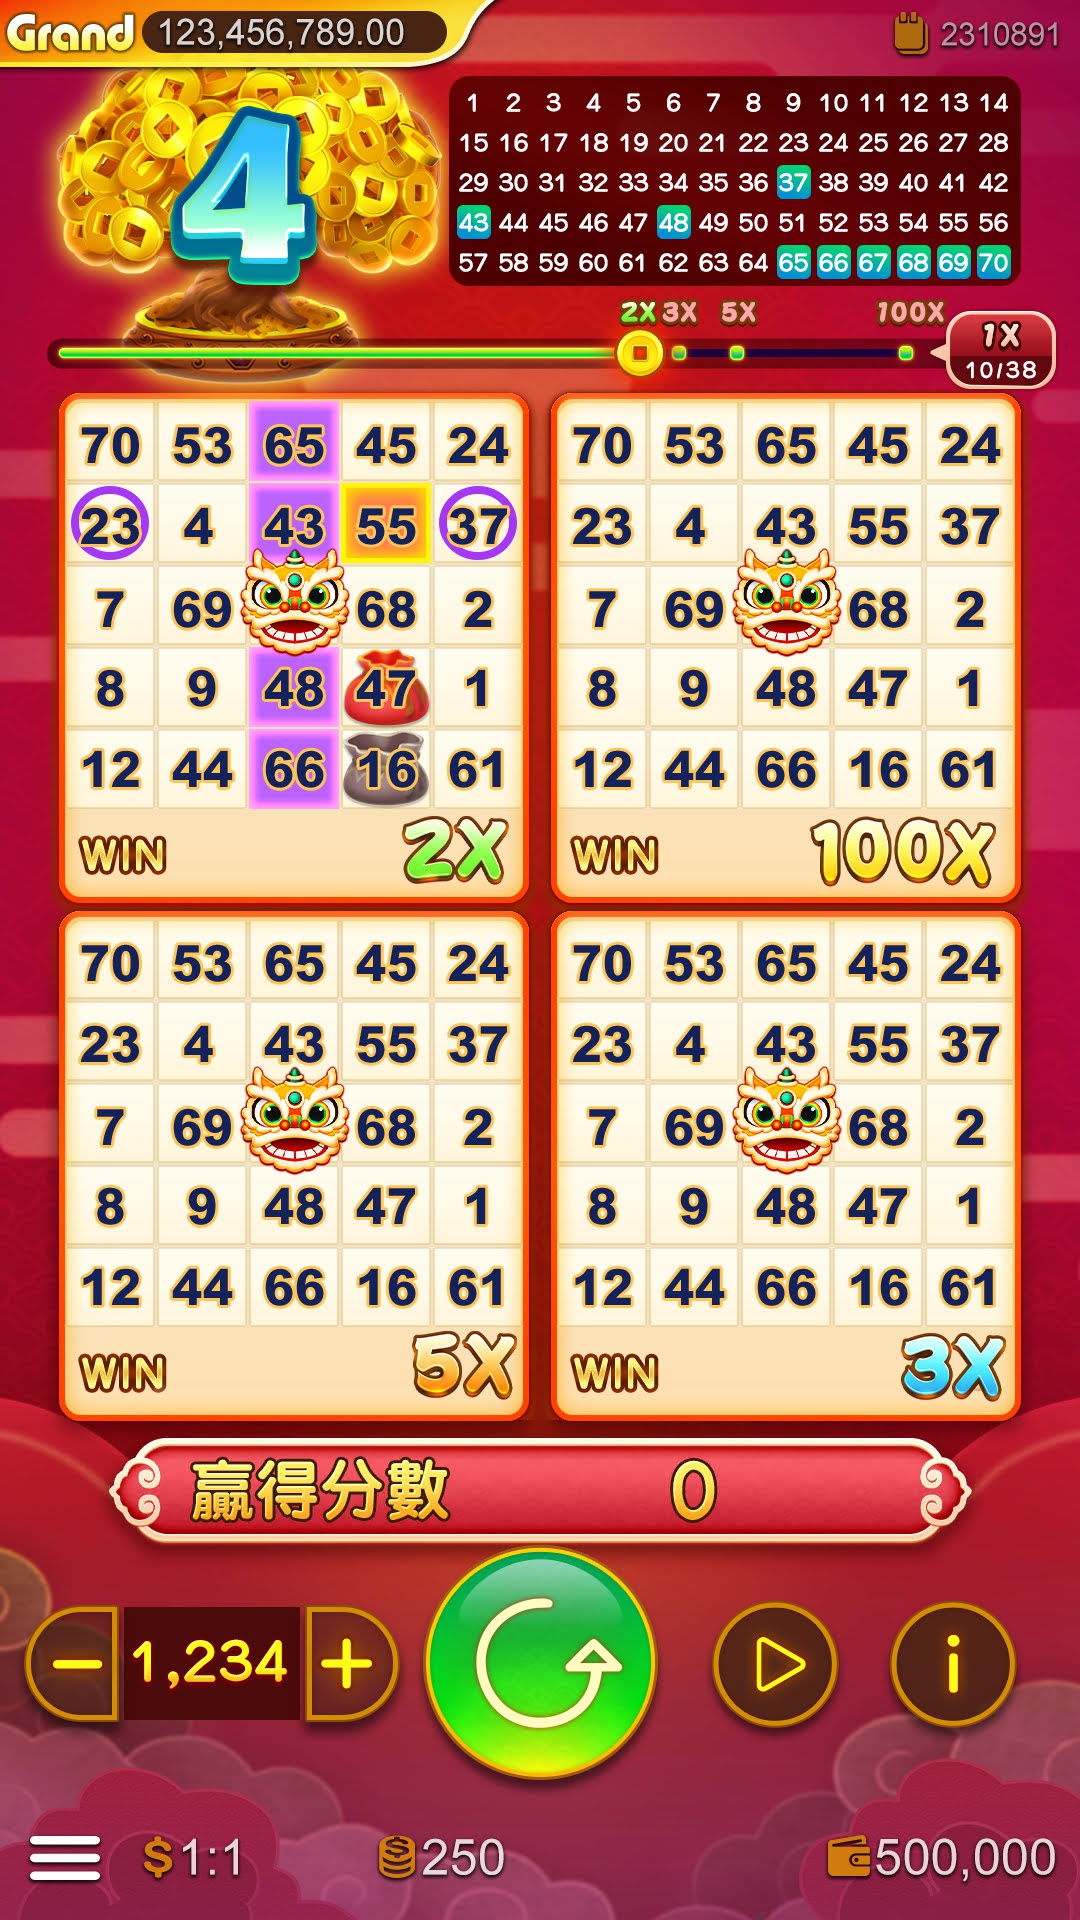 Grand 123,456,789.00 2310891
4
1 2 3 4 5 6 7 8 9 10 11 12 13 14
15 16 17 18 19 20 21 22 23 24 25 26 27 28
29 30 31 32 33 34 35 36 37 38 39 40 41 42
43 44 45 46 47 48 49 50 51 52 53 54 55 56
57 58 59 60 61 62 63 64 65 66 67 68 69 70
2X 3X 5X 100X
1X
10/38
70 53 65 45 24
23 4 43 55 37
7 69 68 2
8 9 48 47 1
12 44 66 16 61
WIN 2X
70 53 65 45 24
23 4 43 55 37
7 69 68 2
8 9 48 47 1
12 44 66 16 61
WIN 100X
70 53 65 45 24
23 4 43 55 37
7 69 68 2
8 9 48 47 1
12 44 66 16 61
WIN 5X
70 53 65 45 24
23 4 43 55 37
7 69 68 2
8 9 48 47 1
12 44 66 16 61
WIN 3X
贏得分數 0
1,234
$ 1:1 250 500,000